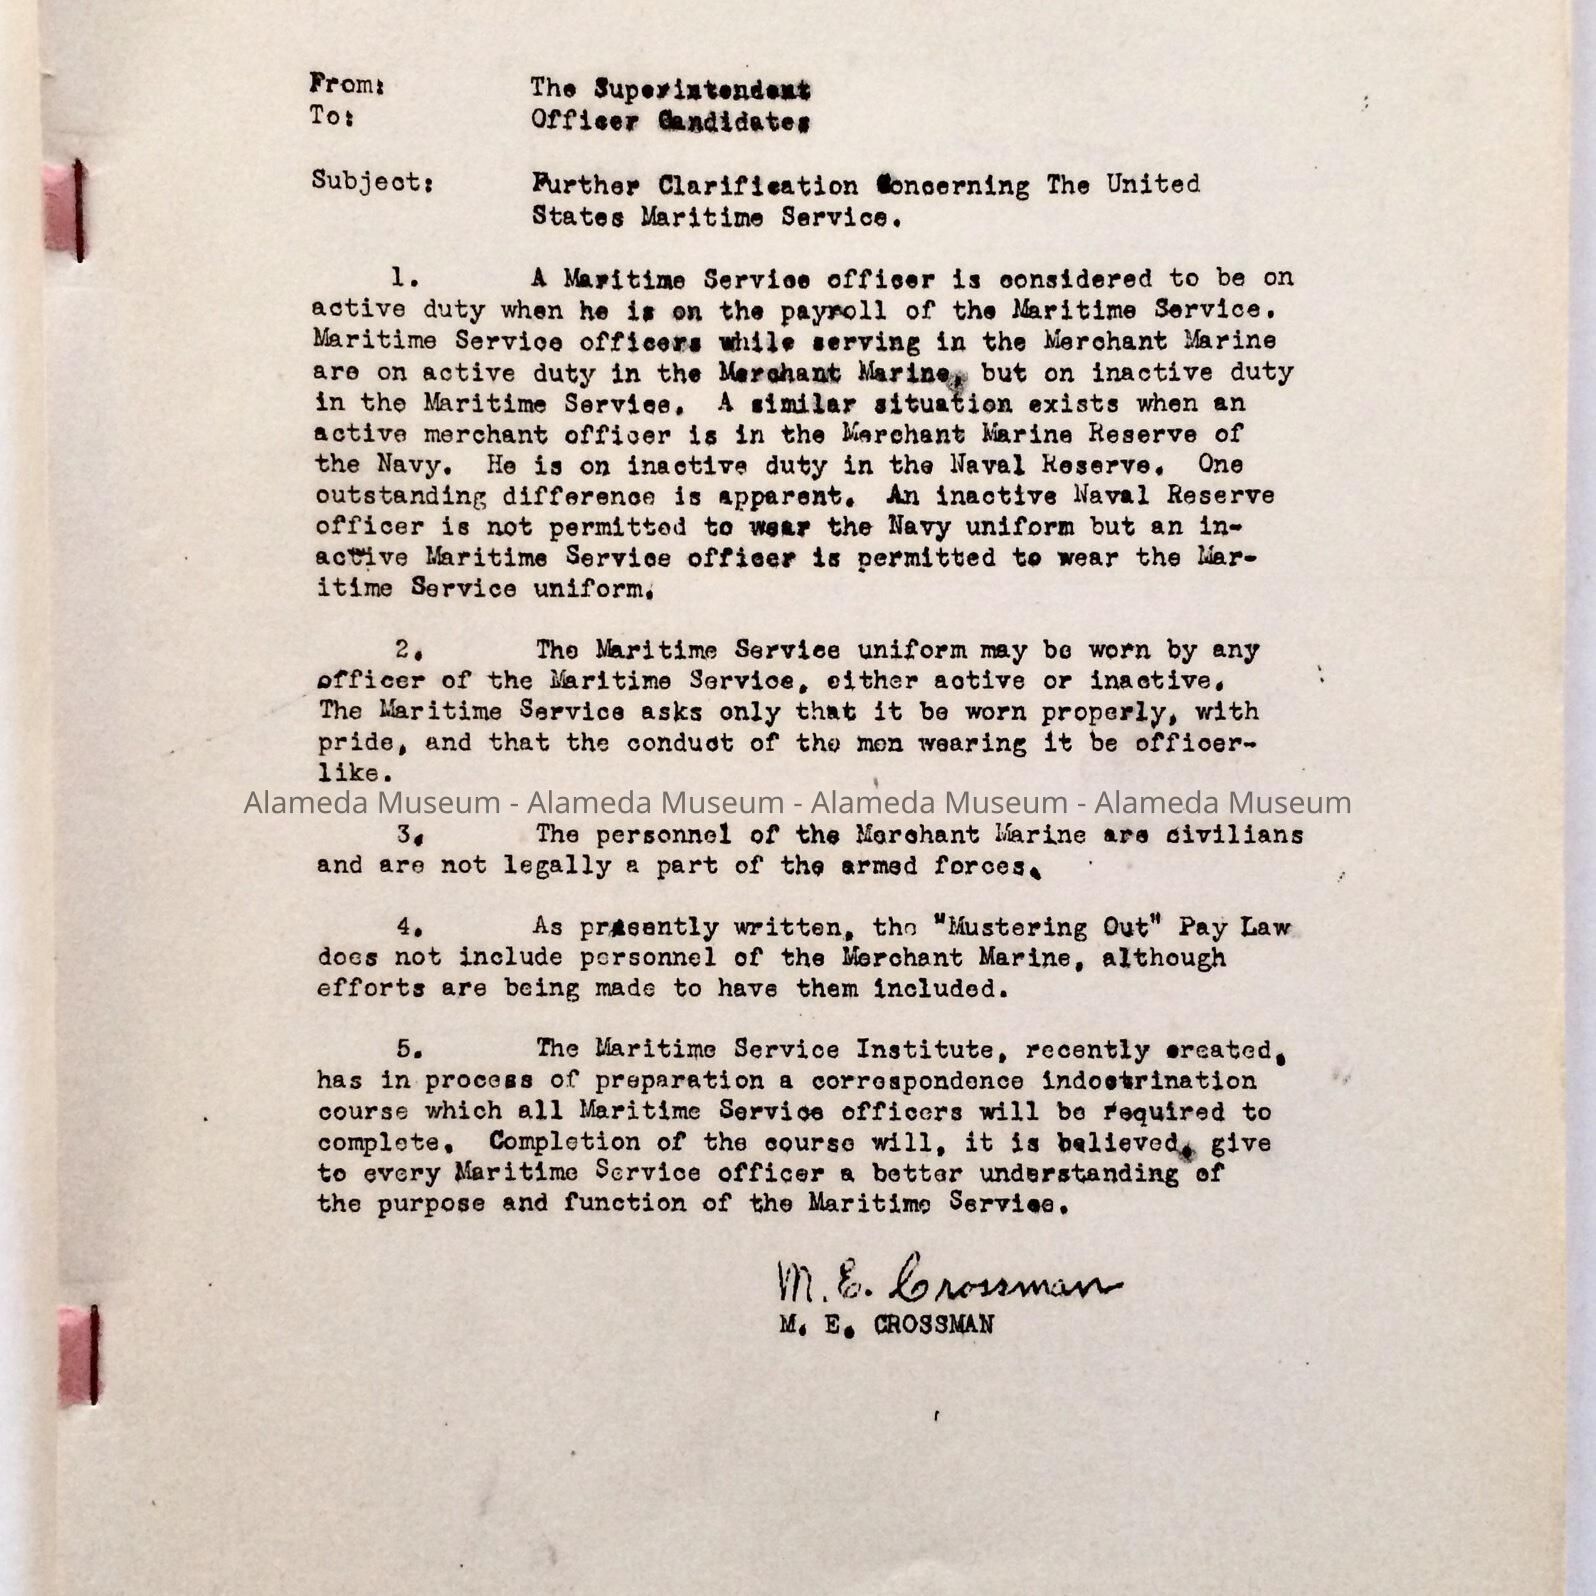 From: The Superintendent
To: Officer Candidates
Subject: Further Clarification Concerning The United
States Maritime Service.
1. A Maritime Service officer is considered to be on
active duty when he is on the payroll of the Maritime Service.
Maritime Service officers while serving in the Merchant Marine
are on active duty in the Merchant Marine, but on inactive duty
in the Maritime Service. A similar situation exists when an
active merchant officer is in the Merchant Marine Reserve of
the Navy. He is on inactive duty in the Naval Reserve. One
outstanding difference is apparent. An inactive Naval Reserve
officer is not permitted to wear the Navy uniform but an in-
active Maritime Service officer is permitted to wear the Mar-
itime Service uniform.
2. The Maritime Service uniform may be worn by any
officer of the Maritime Service, either active or inactive.
The Maritime Service asks only that it be worn properly, with
pride, and that the conduct of the men wearing it be officer-
like.
Alameda Museum - Alameda Museum - Alameda Museum - Alameda Museum
3. The personnel of the Merchant Marine are civilians
and are not legally a part of the armed forces.
4. As presently written, the "Mustering Out" Pay Law
does not include personnel of the Merchant Marine, although
efforts are being made to have them included.
5. The Maritime Service Institute, recently created,
has in process of preparation a correspondence indoctrination
course which all Maritime Service officers will be required to
complete. Completion of the course will, it is believed, give
to every Maritime Service officer a better understanding of
the purpose and function of the Maritime Service.
M. E. Crossman
M. E. CROSSMAN